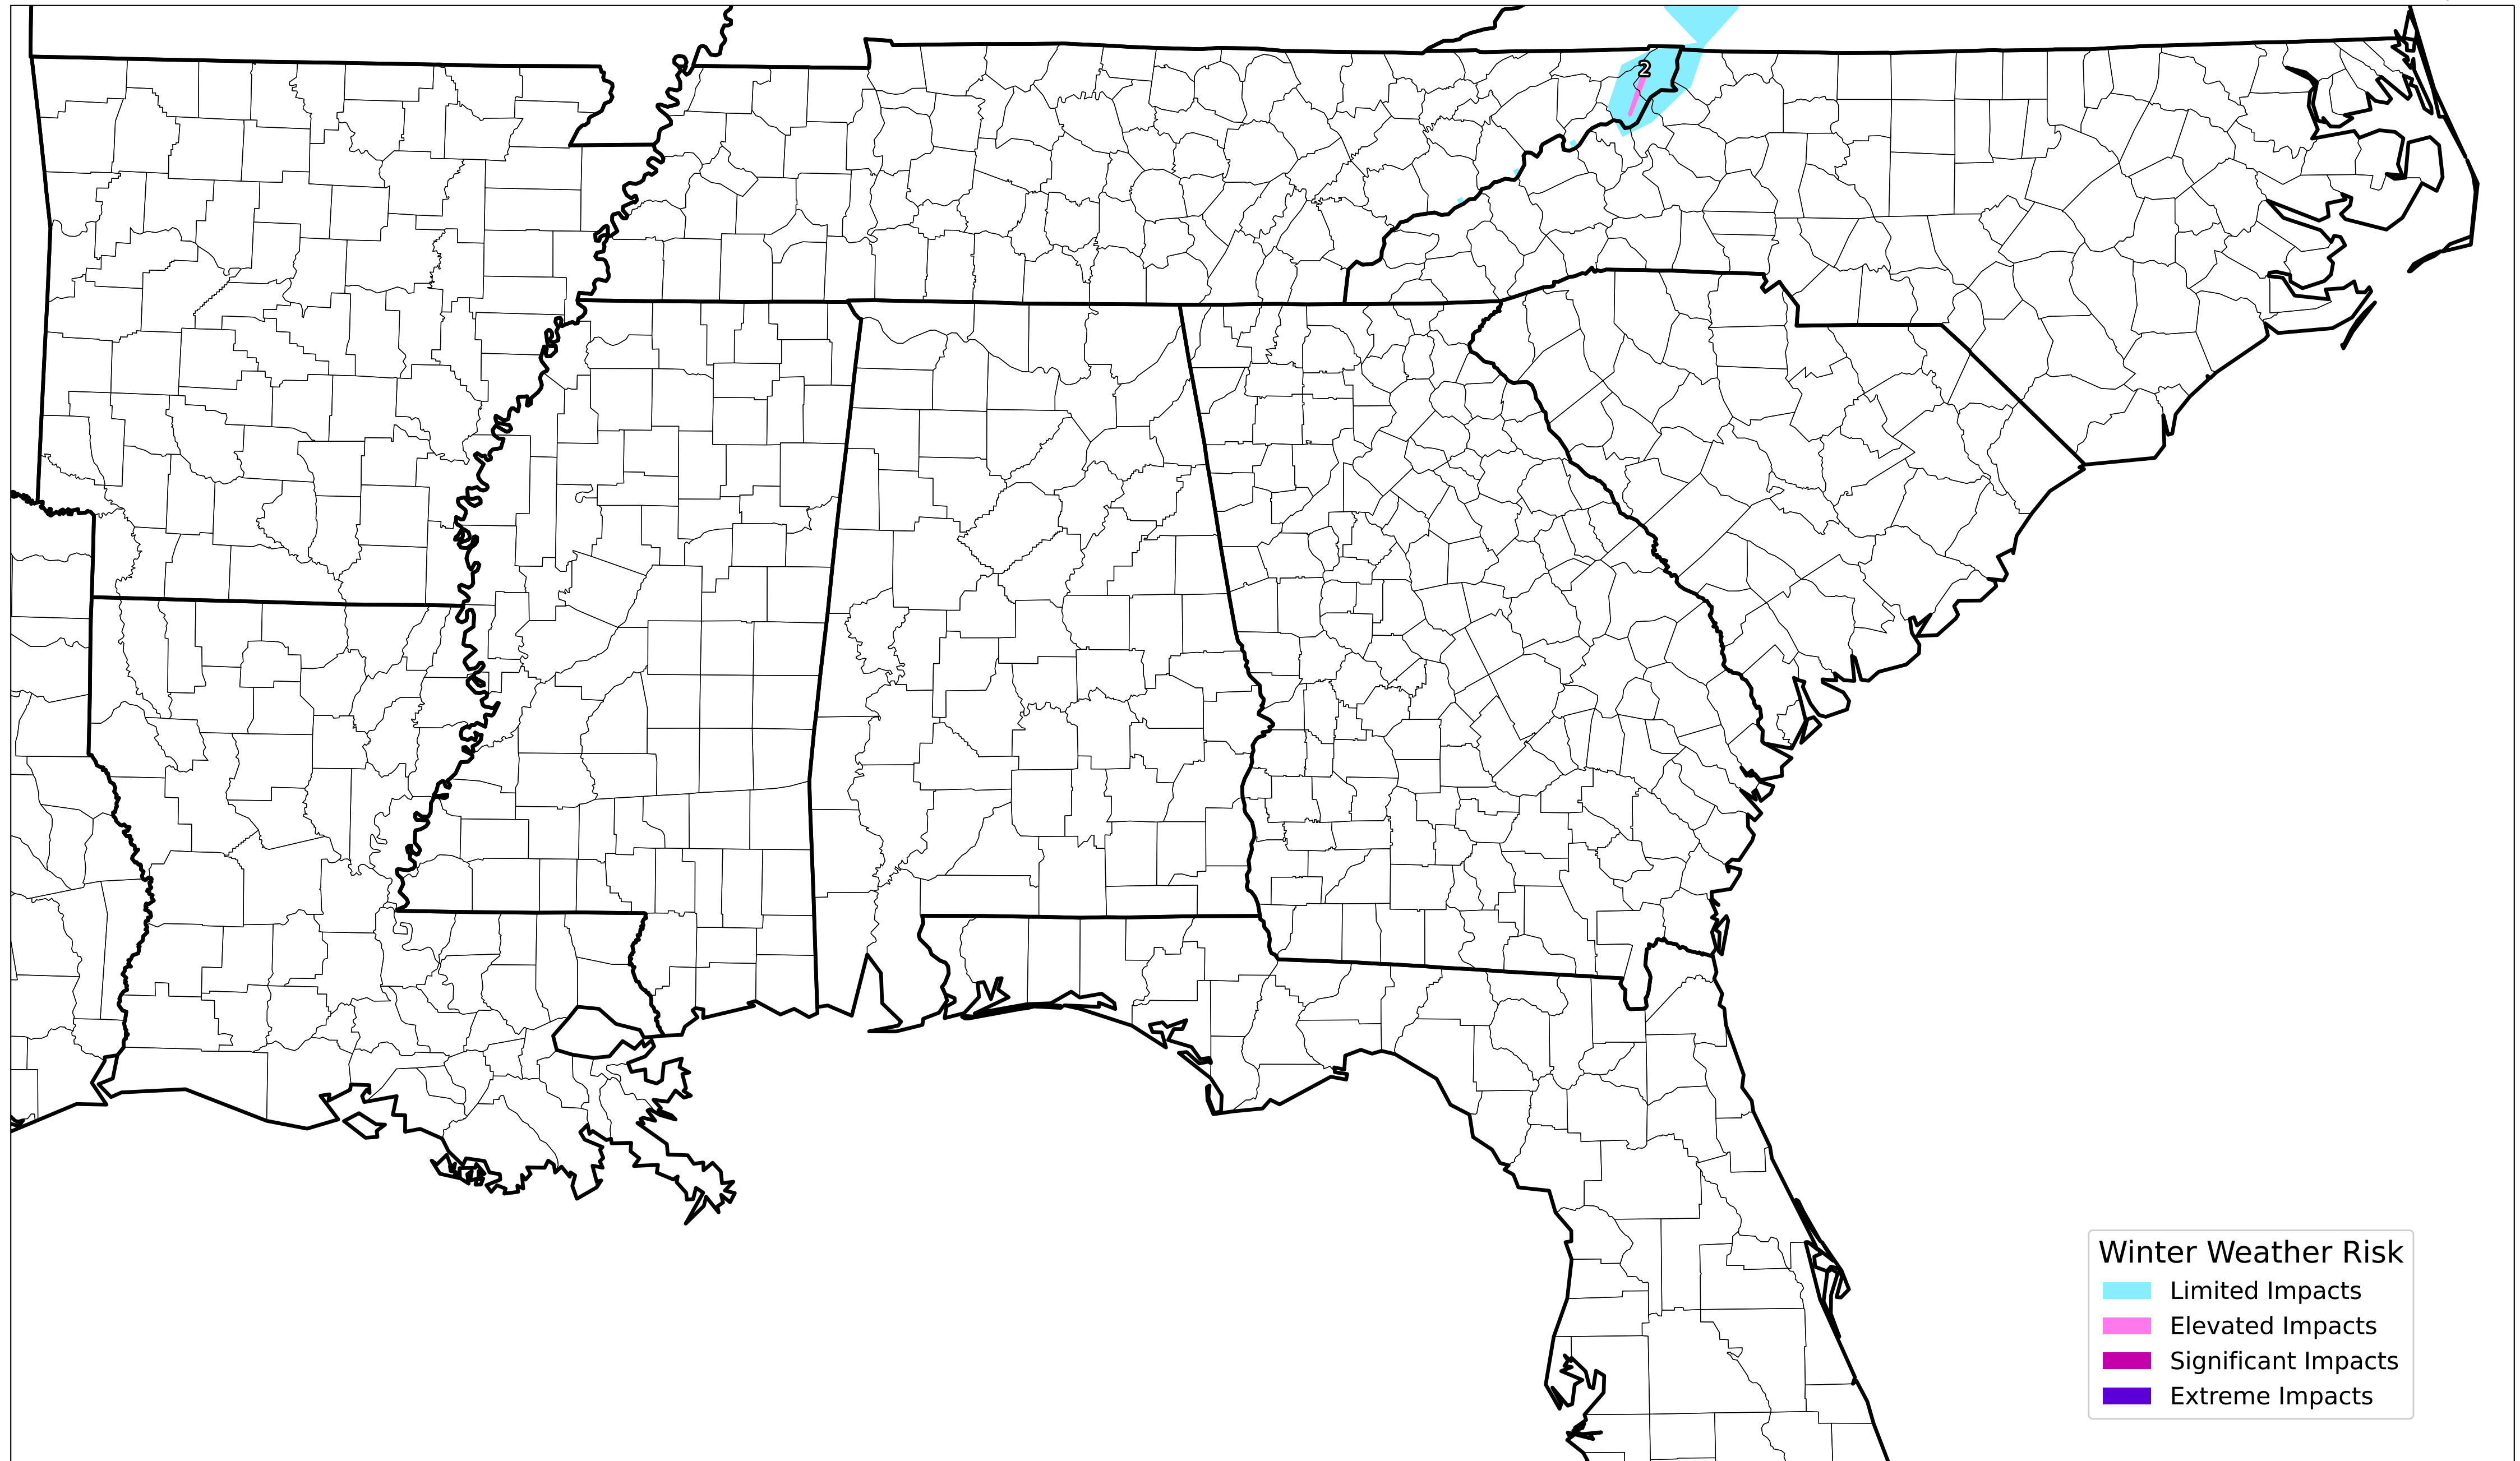 2
Winter Weather Risk
Limited Impacts
Elevated Impacts
Significant Impacts
Extreme Impacts